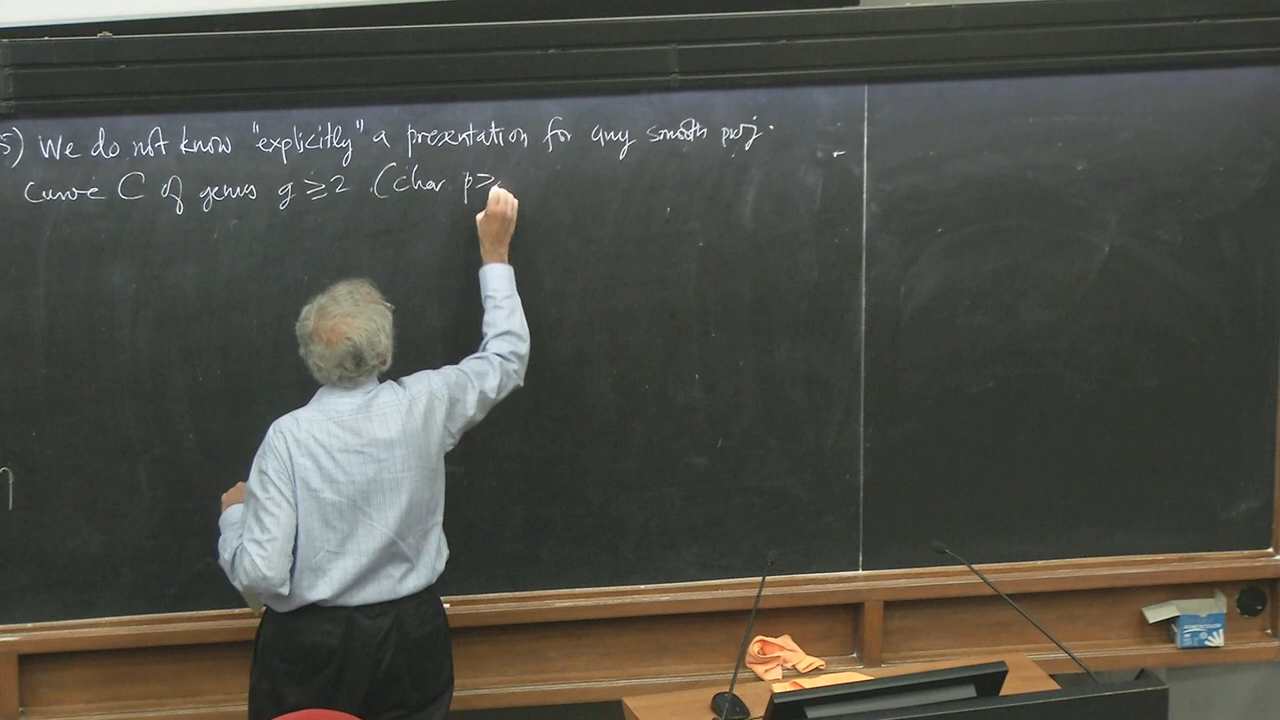 5) We do not know "explicitly" a presentation for any smooth proj.
curve C of genus g ≥ 2 (char p >